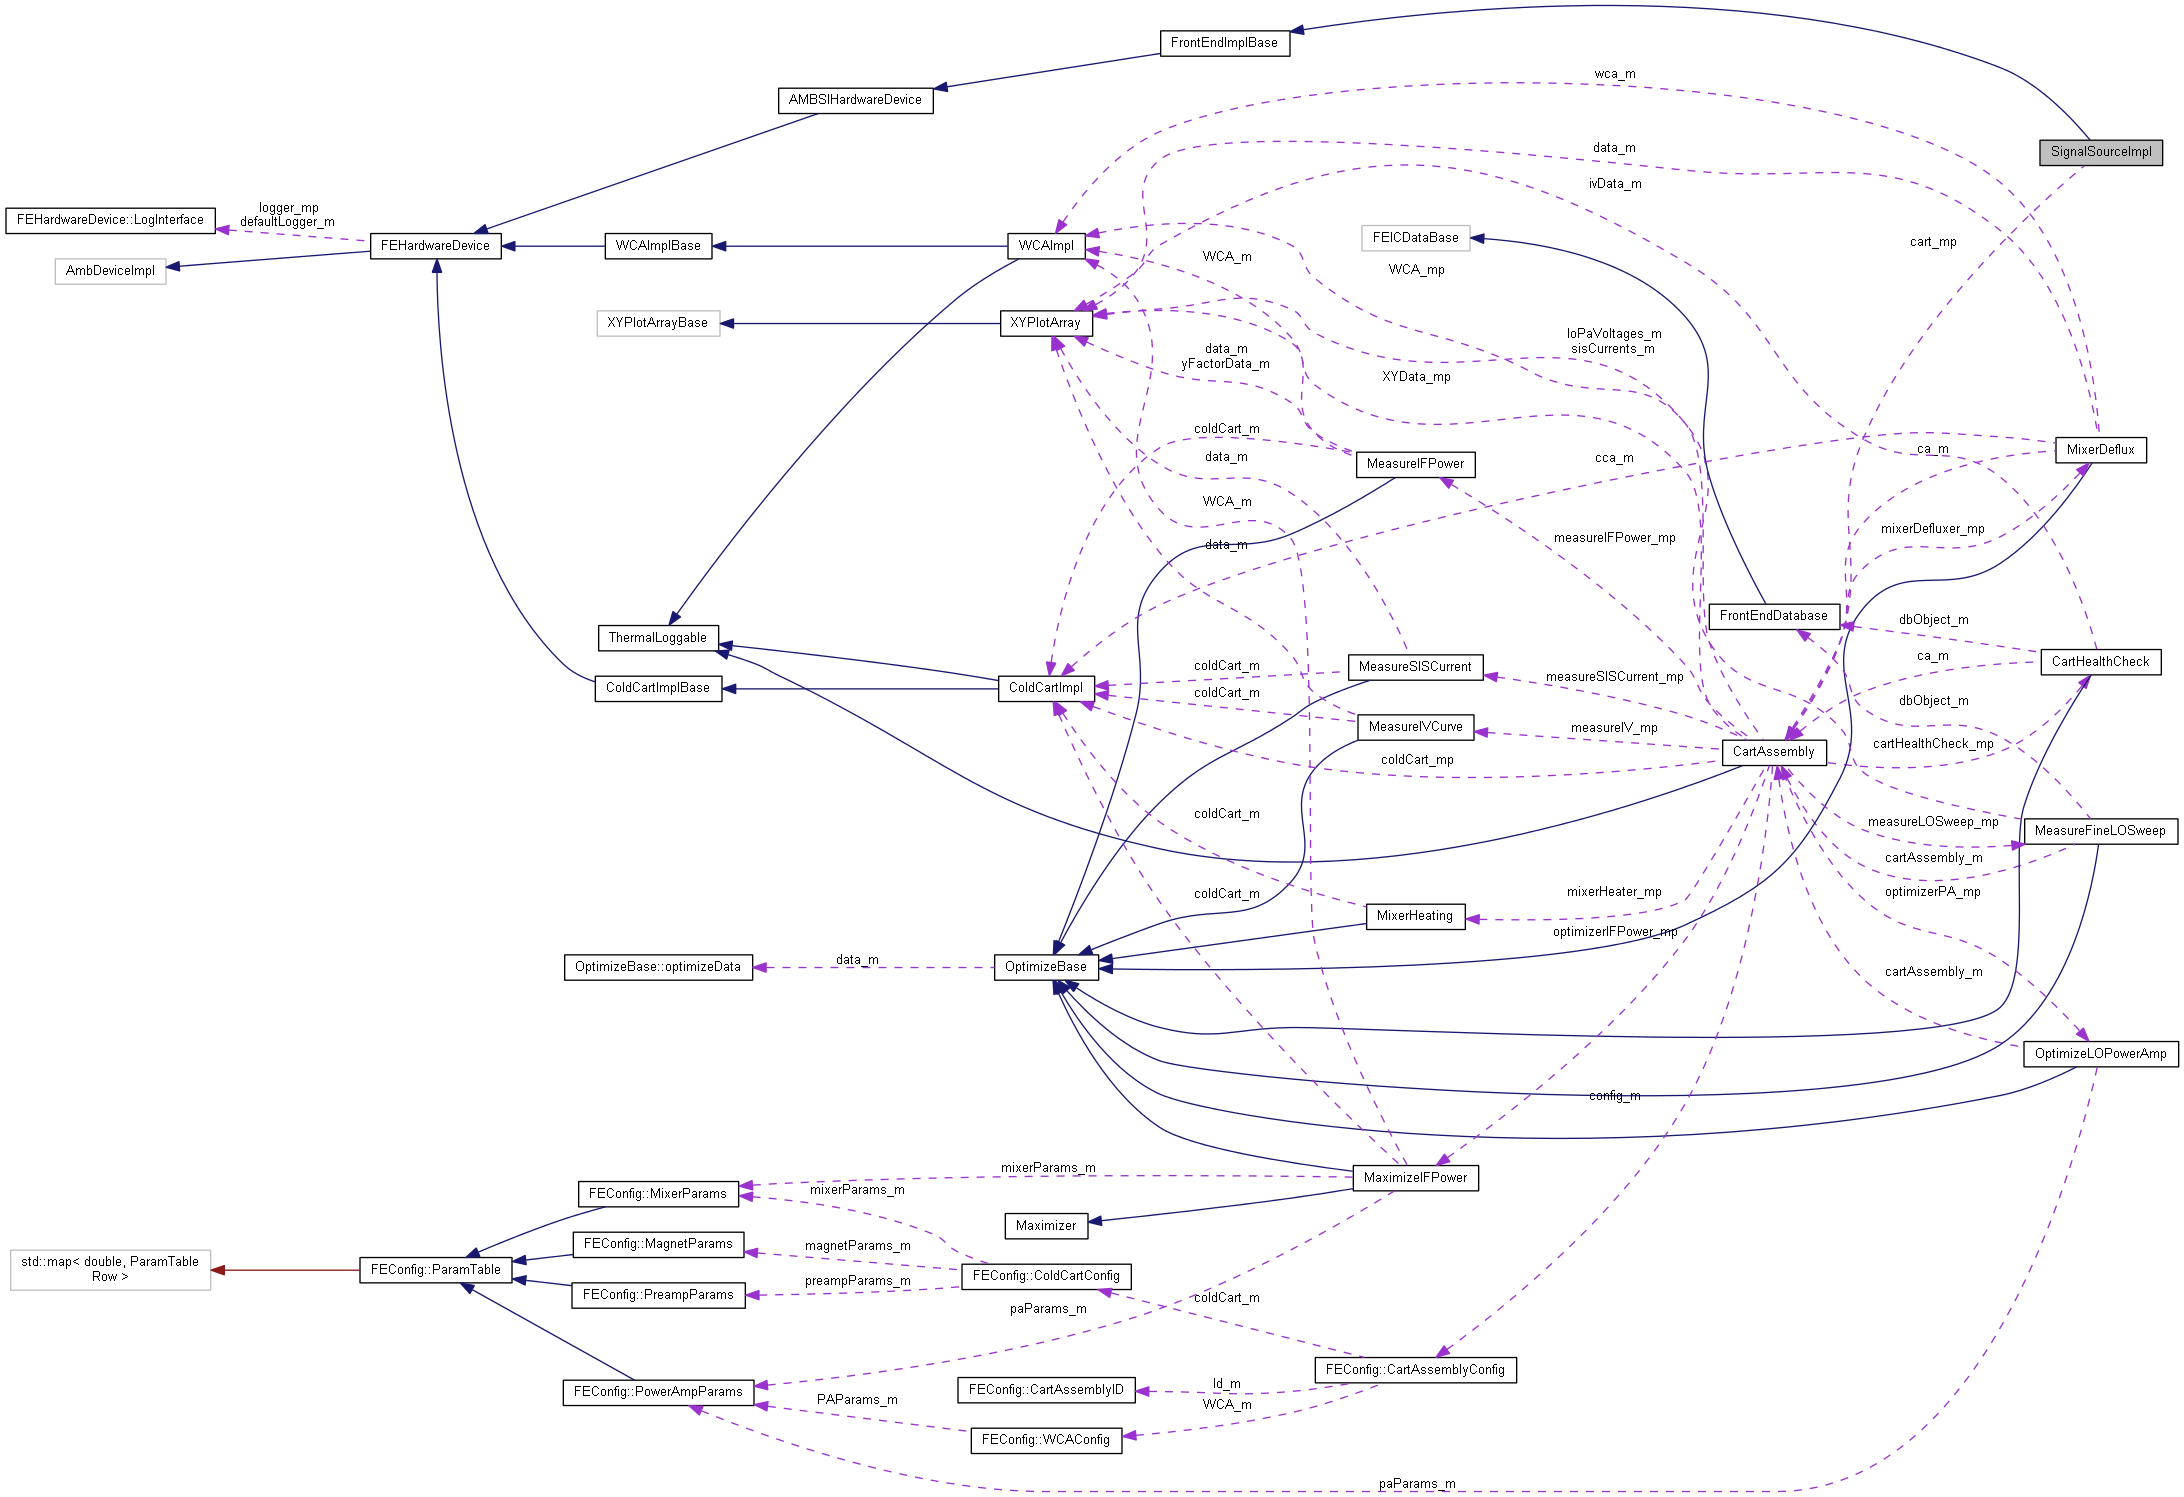 FrontEndImplBase
wca_m
AMBSIHardwareDevice
data_m
SignalSourceImpl
ivData_m
logger_mp
defaultLogger_m
FEHardwareDevice::LogInterface
FEHardwareDevice
WCAImplBase
WCAImpl
FEICDataBase
cart_mp
WCA_m
WCA_mp
AmbDeviceImpl
XYPlotArrayBase
XYPlotArray
loPaVoltages_m
sisCurrents_m
data_m
yFactorData_m
XYData_mp
coldCart_m
data_m
MeasureIFPower
cca_m
ca_m
MixerDeflux
WCA_m
data_m
measureIFPower_mp
mixerDefluxer_mp
FrontEndDatabase
dbObject_m
ThermalLoggable
coldCart_m
MeasureSISCurrent
measureSISCurrent_mp
ca_m
CartHealthCheck
ColdCartImplBase
ColdCartImpl
coldCart_m
MeasureIVCurve
measureIV_mp
dbObject_m
coldCart_mp
CartAssembly
cartHealthCheck_mp
coldCart_m
measureLOSweep_mp
MeasureFineLOSweep
cartAssembly_m
coldCart_m
mixerHeater_mp
optimizerPA_mp
MixerHeating
optimizerIFPower_mp
OptimizeBase::optimizeData
data_m
OptimizeBase
cartAssembly_m
OptimizeLOPowerAmp
config_m
mixerParams_m
MaximizeIFPower
FEConfig::MixerParams
mixerParams_m
Maximizer
FEConfig::MagnetParams
magnetParams_m
std::map< double, ParamTable
Row >
FEConfig::ParamTable
FEConfig::ColdCartConfig
FEConfig::PreampParams
preampParams_m
paParams_m
coldCart_m
FEConfig::CartAssemblyConfig
FEConfig::PowerAmpParams
PAParams_m
FEConfig::CartAssemblyID
Id_m
WCA_m
FEConfig::WCAConfig
paParams_m